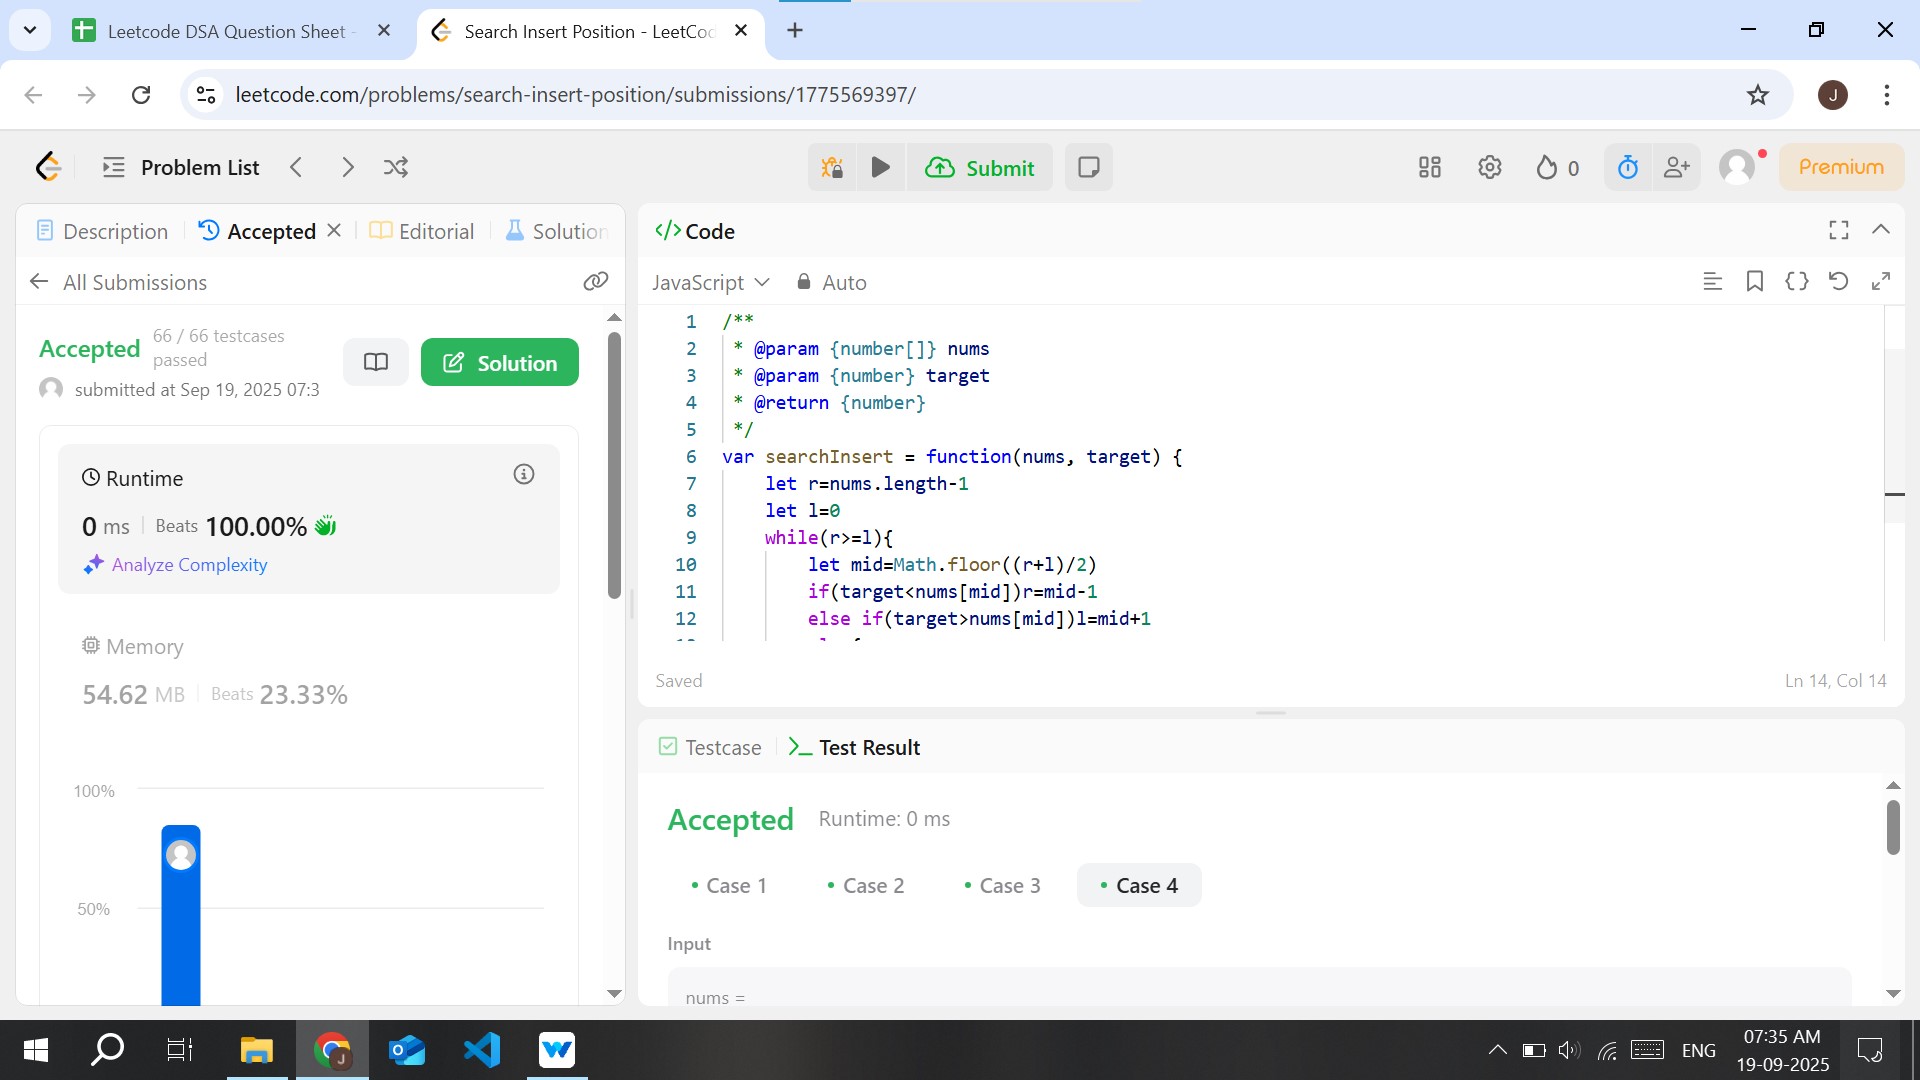 Leetcode DSA Question Sheet -
Search Insert Position - LeetCod
leetcode.com/problems/search-insert-position/submissions/1775569397/
J
Problem List
Submit
0
Premium
Description
Accepted
Editorial
Solution
All Submissions
Accepted
66 / 66 testcases
passed
submitted at Sep 19, 2025 07:3
Solution
Runtime
0 ms
Beats 100.00%
Analyze Complexity
Memory
54.62 MB
Beats 23.33%
100%
50%
</> Code
JavaScript
Auto
1 /**
2 * @param {number[]} nums
3 * @param {number} target
4 * @return {number}
5 */
6 var searchInsert = function(nums, target) {
7 let r=nums.length-1
8 let l=0
9 while(r>=l){
10 let mid=Math.floor((r+l)/2)
11 if(target<nums[mid])r=mid-1
12 else if(target>nums[mid])l=mid+1
Saved
Ln 14, Col 14
Testcase
Test Result
Accepted
Runtime: 0 ms
Case 1
Case 2
Case 3
Case 4
Input
nums =
J
W
ENG
07:35 AM
19-09-2025